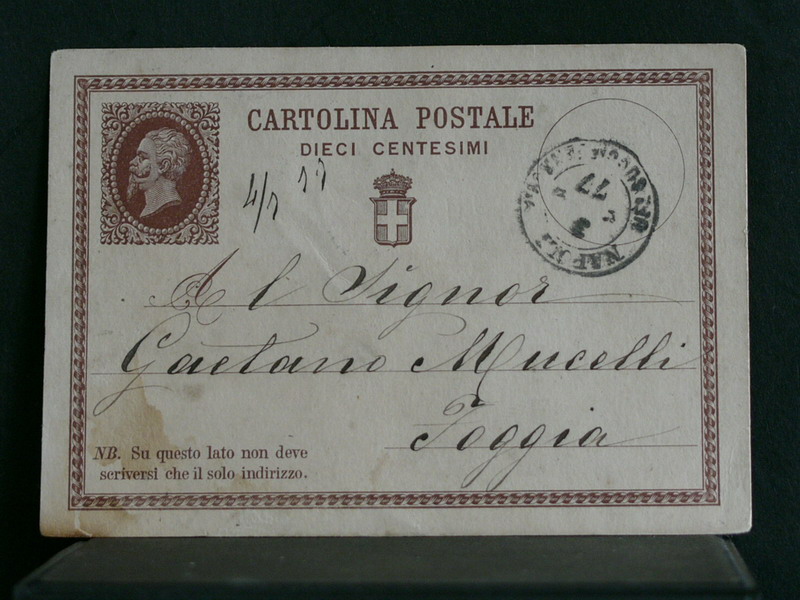 CARTOLINA POSTALE
DIECI CENTESIMI
4/1 77
NAPOLI
77
Al Signor
Gaetano Mucelli
Foggia
NB. Su questo lato non deve
scriversi che il solo indirizzo.